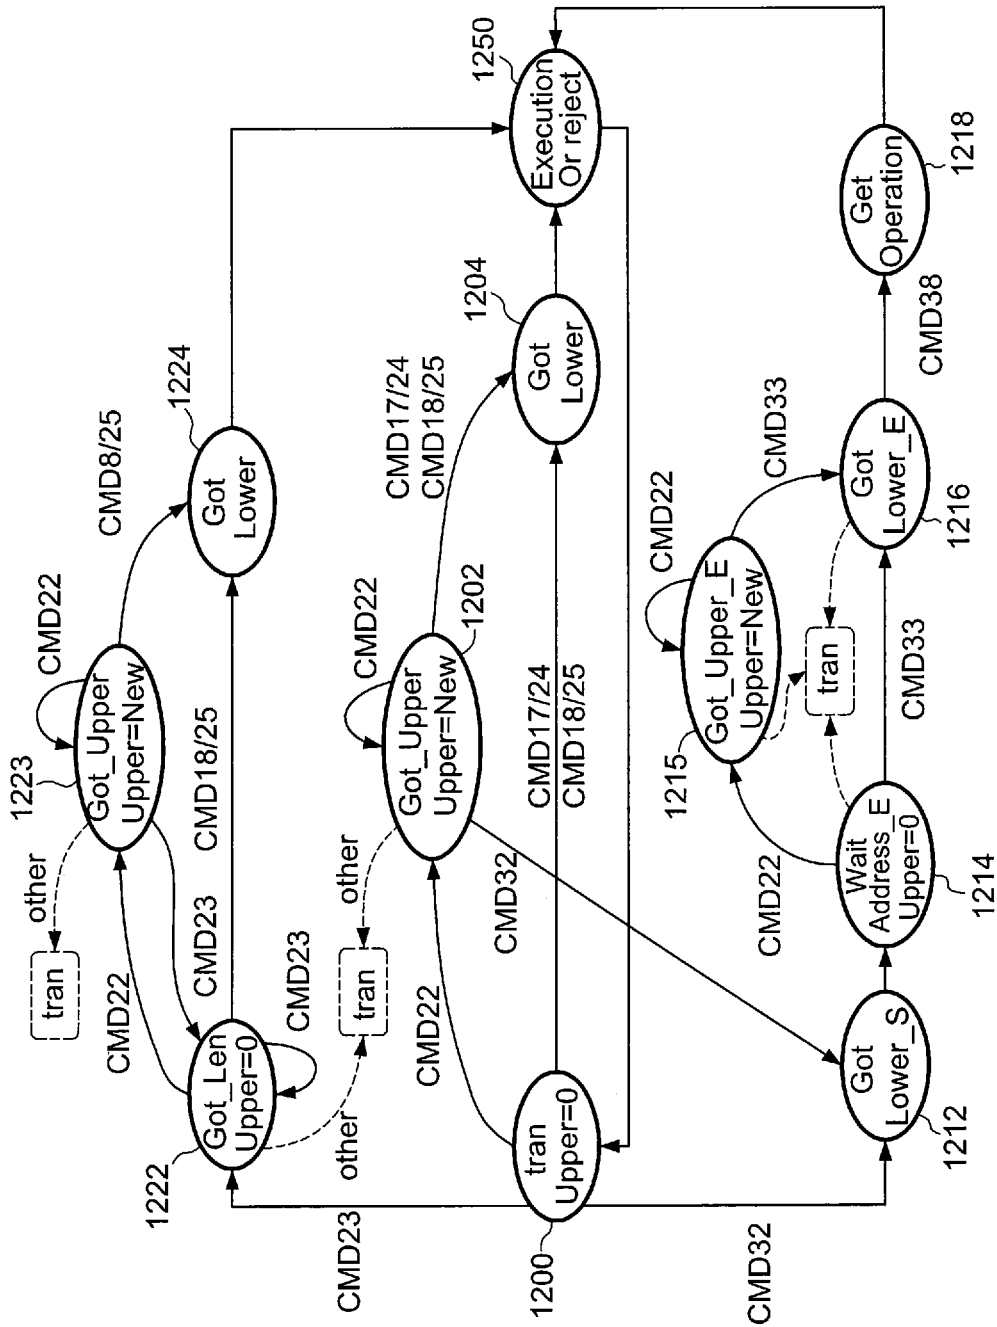 CMD23
1222
Got_Len
Upper=0
CMD23
CMD22
CMD23
tran
other
1223
Got_Upper
Upper=New
CMD22
CMD18/25
CMD8/25
1224
Got
Lower
other
tran
other
1200
tran
Upper=0
CMD22
CMD32
Got_Upper
Upper=New
1202
CMD22
CMD17/24
CMD18/25
CMD17/24
CMD18/25
1204
Got
Lower
1250
Execution
Or reject
CMD32
1212
Got
Lower_S
1214
Wait
Address_E
Upper=0
CMD22
1215
Got_Upper_E
Upper=New
CMD22
tran
CMD33
CMD33
1216
Got
Lower_E
CMD38
1218
Get
Operation